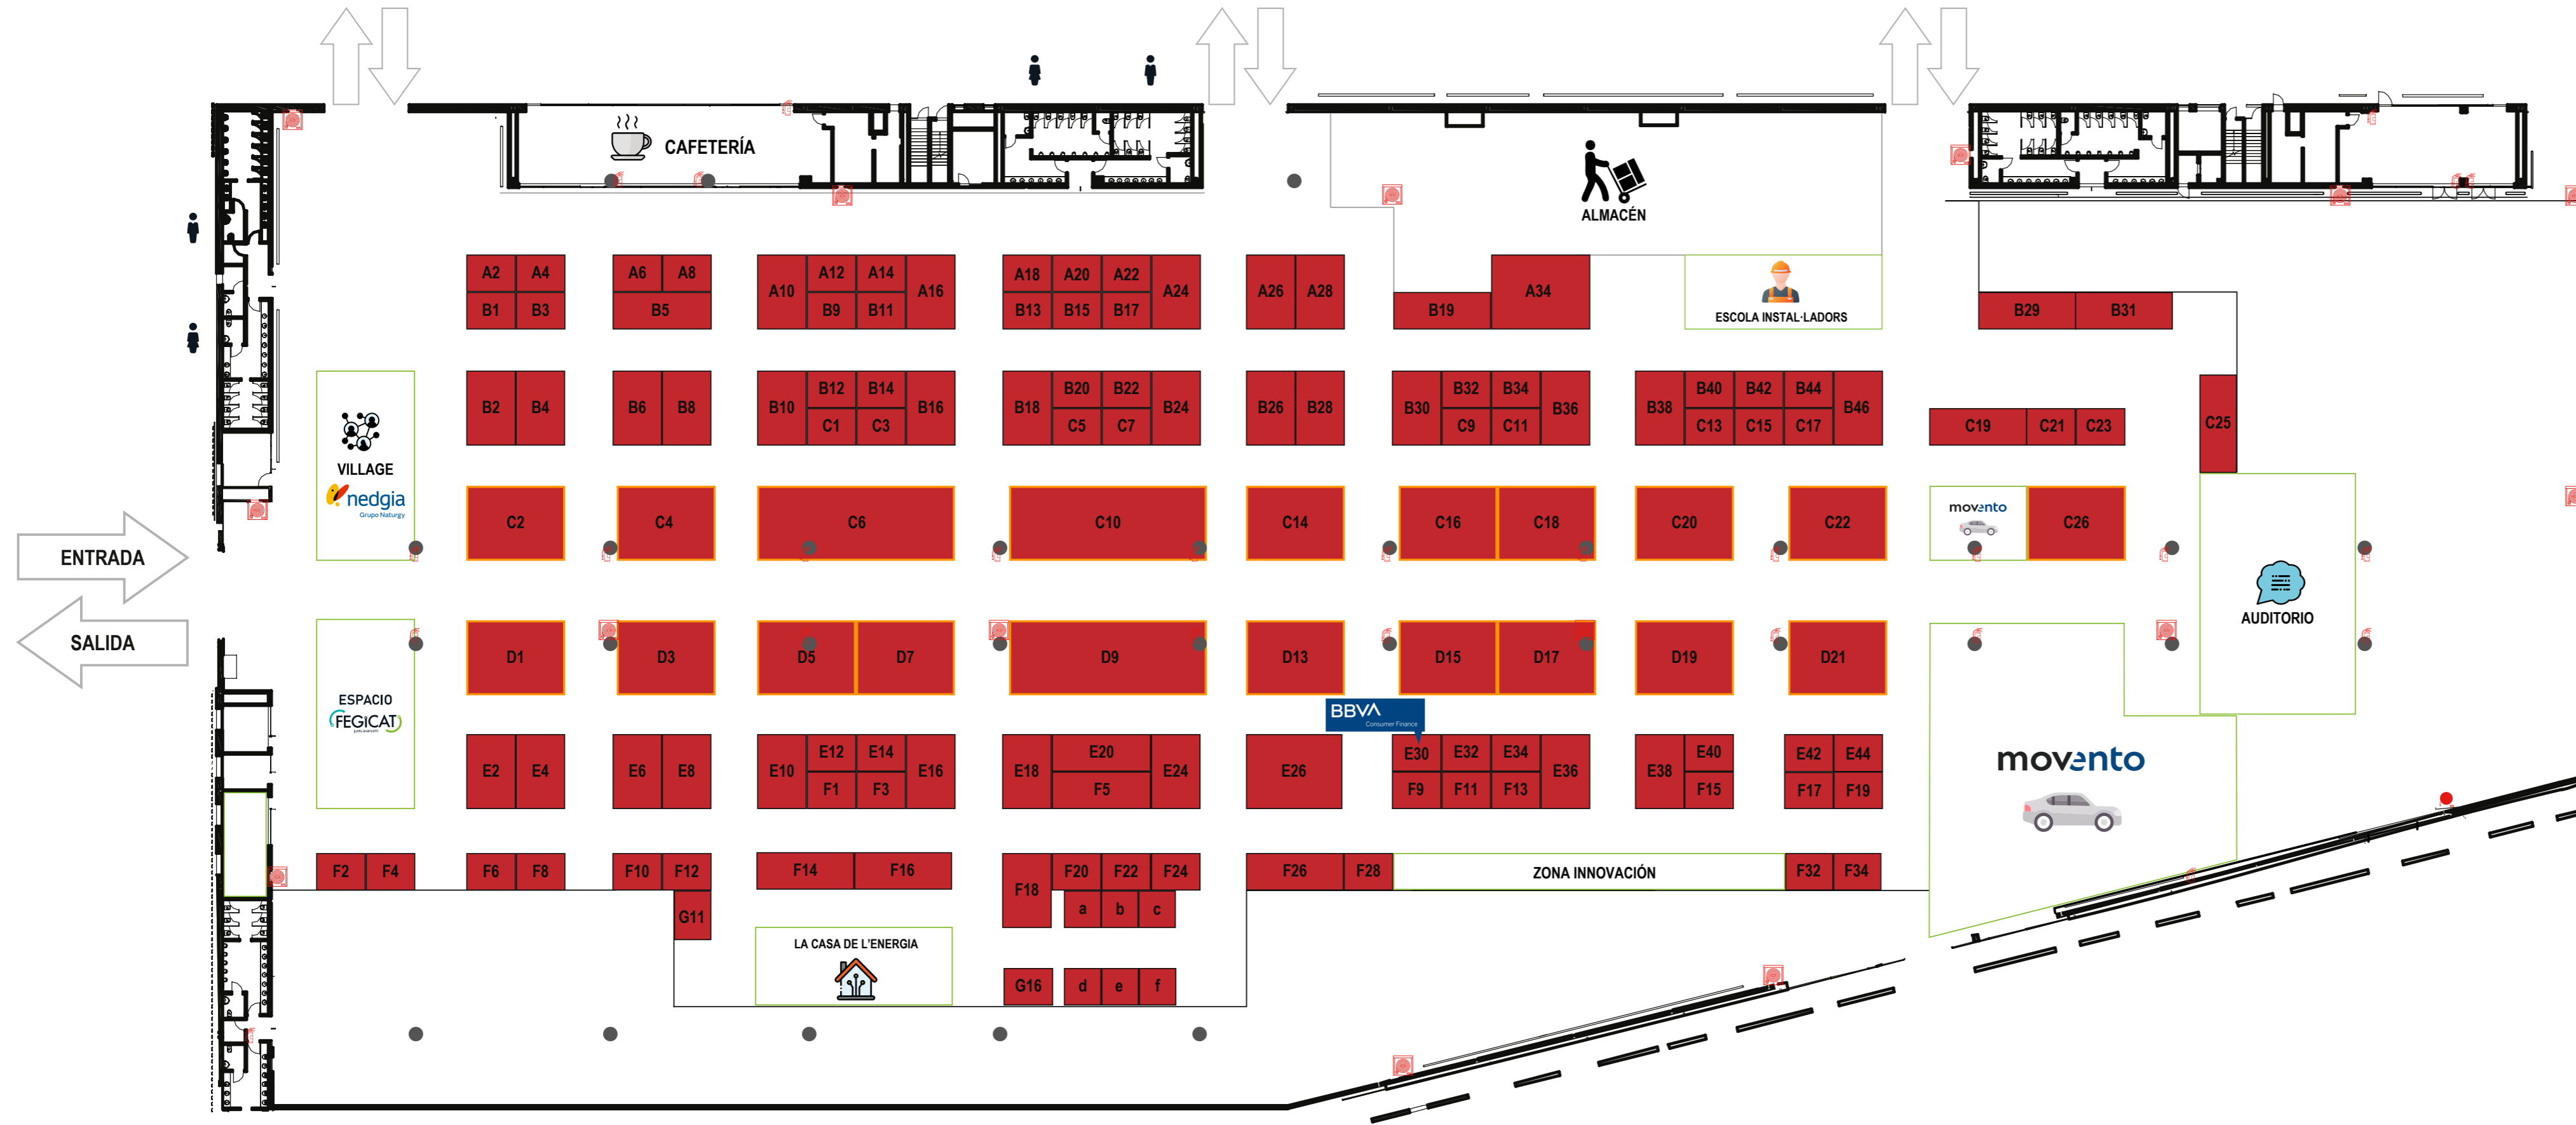 CAFETERÍA
ALMACÉN
A2 A4 A6 A8 A10 A12 A14 A16 A18 A20 A22 A24 A26 A28 A34
B1 B3 B5 B9 B11 B13 B15 B17 B19 B29 B31
ESCOLA INSTAL·LADORS
B2 B4 B6 B8 B10 B12 B14 B16 B18 B20 B22 B24 B26 B28 B30 B32 B34 B36 B38 B40 B42 B44 B46
C1 C3 C5 C7 C9 C11 C13 C15 C17 C19 C21 C23 C25
VILLAGE
nedgia
Grupo Naturgy
C2 C4 C6 C10 C14 C16 C18 C20 C22 movento C26
ENTRADA
SALIDA
AUDITORIO
D1 D3 D5 D7 D9 D13 D15 D17 D19 D21
ESPACIO
FEGICAT
BBVA
Consumer Finance
E2 E4 E6 E8 E10 E12 E14 E16 E18 E20 E24 E26 E30 E32 E34 E36 E38 E40 E42 E44
F1 F3 F5 F9 F11 F13 F15 F17 F19
movento
F2 F4 F6 F8 F10 F12 F14 F16 F18 F20 F22 F24 F26 F28 ZONA INNOVACIÓN F32 F34
G11 a b c
LA CASA DE L'ENERGIA
G16 d e f